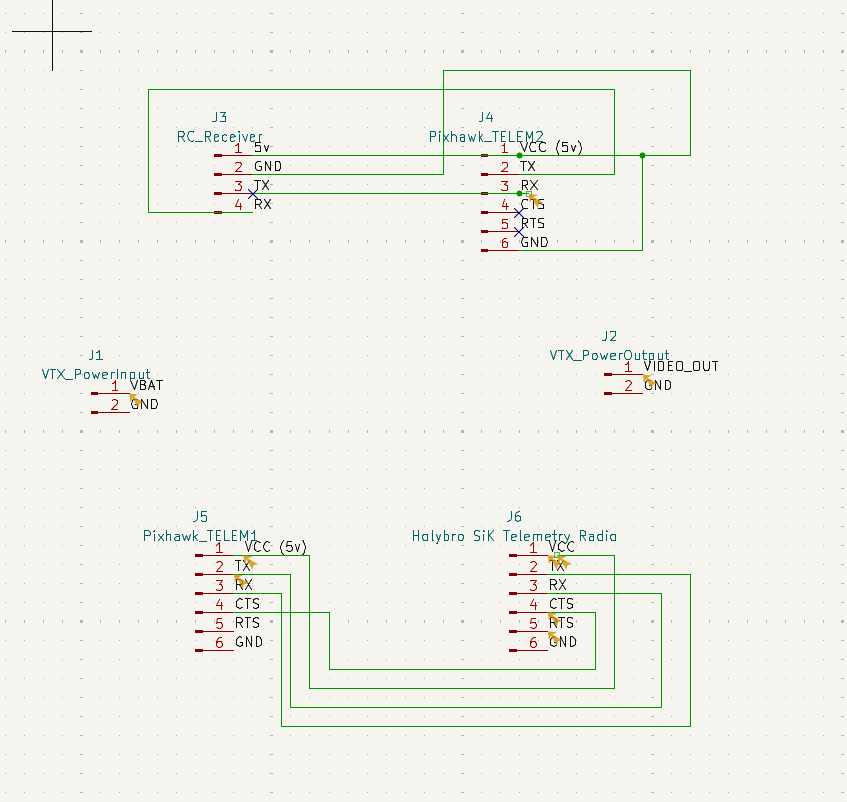 J3
RC_Receiver
1 5v
2 GND
3 TX
4 RX
J4
Pixhawk_TELEM2
1 VCC (5v)
2 TX
3 RX
4 CTS
5 RTS
6 GND
J1
VTX_PowerInput
1 VBAT
2 GND
J2
VTX_PowerOutput
1 VIDEO_OUT
2 GND
J5
Pixhawk_TELEM1
1 VCC (5v)
2 TX
3 RX
4 CTS
5 RTS
6 GND
J6
Holybro SiK Telemetry Radio
1 VCC
2 TX
3 RX
4 CTS
5 RTS
6 GND